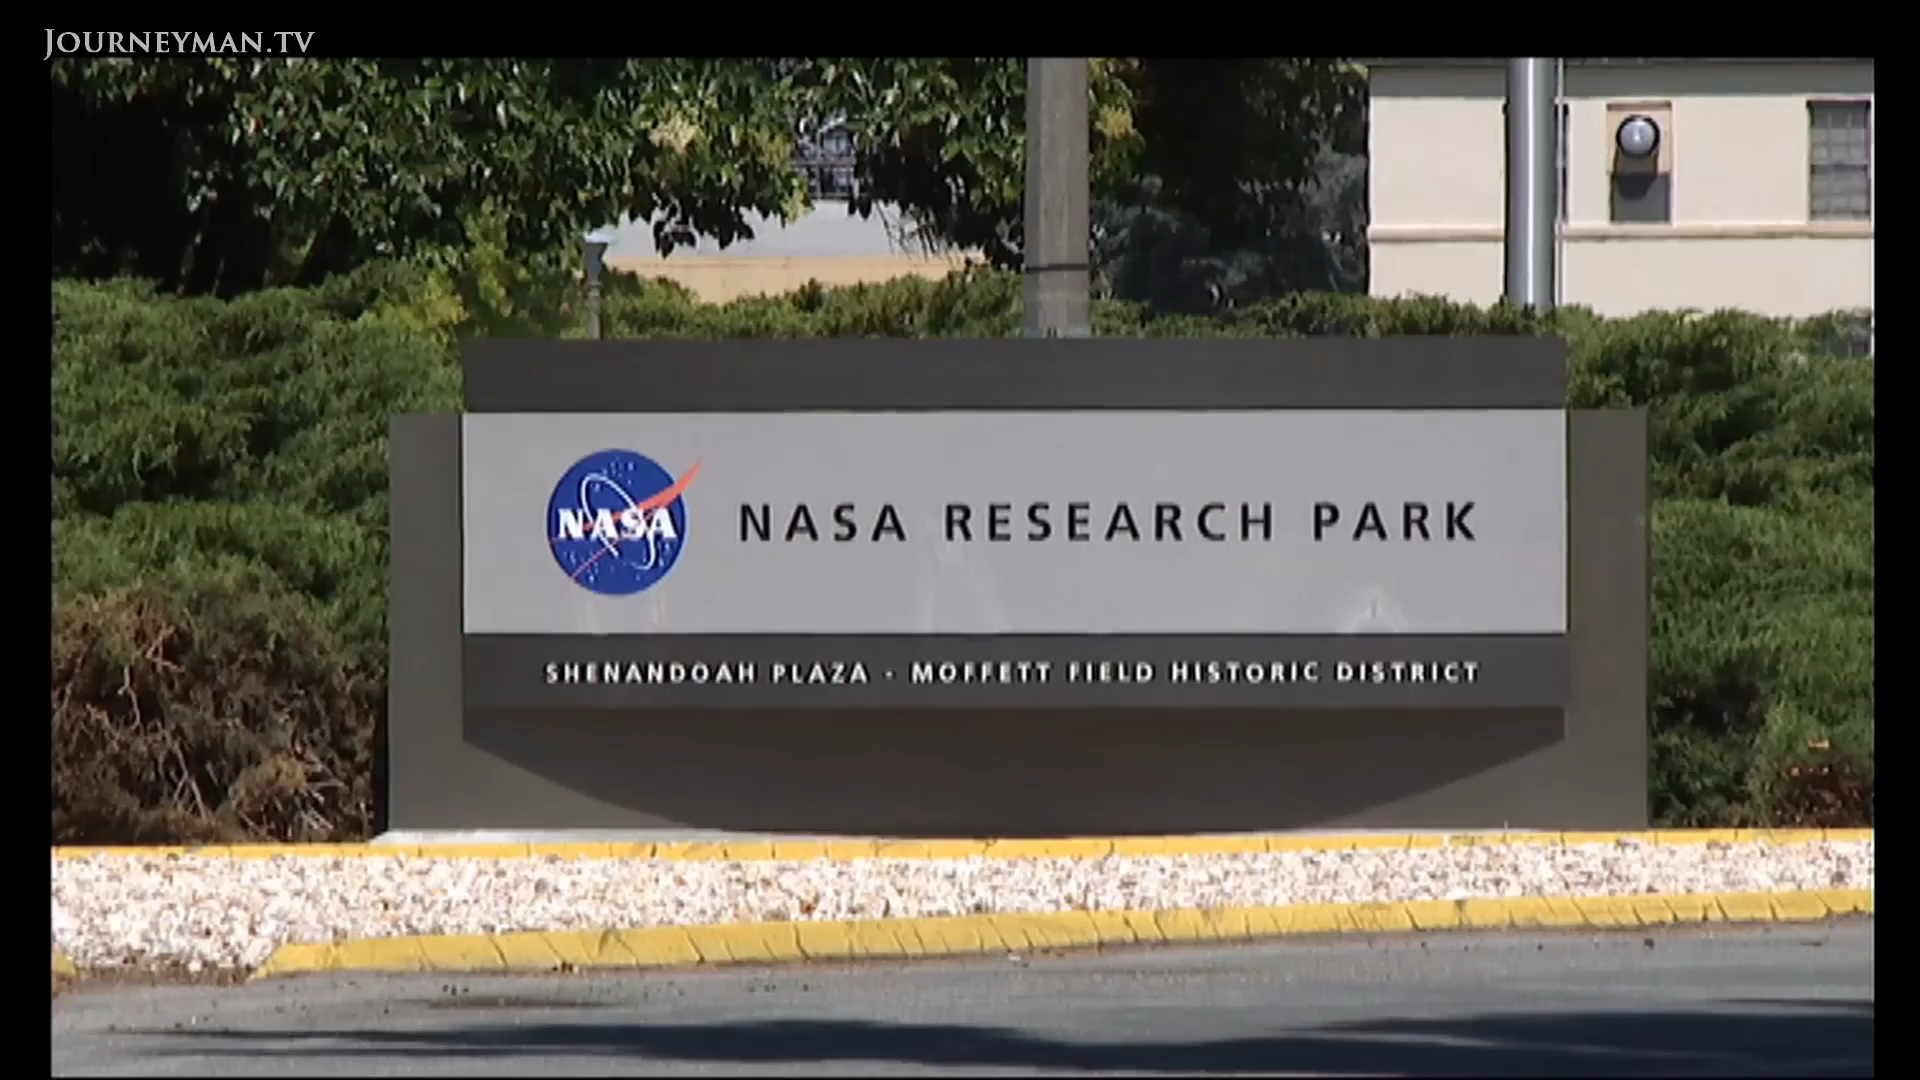 JOURNEYMAN.TV
NASA
NASA RESEARCH PARK
SHENANDOAH PLAZA · MOFFETT FIELD HISTORIC DISTRICT